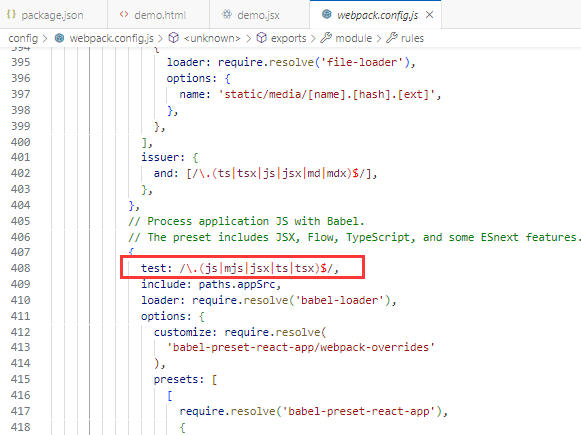 package.json demo.html demo.jsx webpack.config.js
config > webpack.config.js > <unknown> > exports > module > rules
394 {
395 loader: require.resolve('file-loader'),
396 options: {
397 name: 'static/media/[name].[hash].[ext]',
398 },
399 },
400 ],
401 issuer: {
402 and: [/\.(ts|tsx|js|jsx|md|mdx)$/],
403 },
404 },
405 // Process application JS with Babel.
406 // The preset includes JSX, Flow, TypeScript, and some ESnext features.
407 {
408 test: /\.(js|mjs|jsx|ts|tsx)$/,
409 include: paths.appSrc,
410 loader: require.resolve('babel-loader'),
411 options: {
412 customize: require.resolve(
413 'babel-preset-react-app/webpack-overrides'
414 ),
415 presets: [
416 [
417 require.resolve('babel-preset-react-app'),
418 {